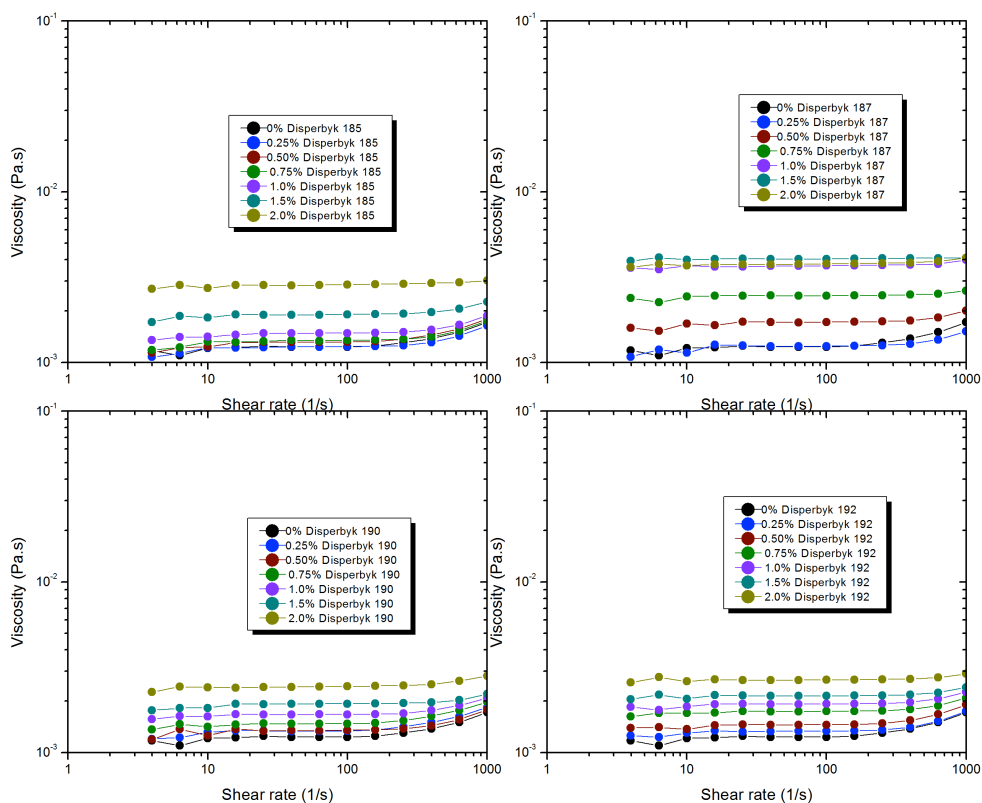 10^-1
10^-2
10^-3
Viscosity (Pa.s)
0% Disperbyk 185
0.25% Disperbyk 185
0.50% Disperbyk 185
0.75% Disperbyk 185
1.0% Disperbyk 185
1.5% Disperbyk 185
2.0% Disperbyk 185
1 10 100 1000
Shear rate (1/s)
10^-1
10^-2
10^-3
Viscosity (Pa.s)
0% Disperbyk 187
0.25% Disperbyk 187
0.50% Disperbyk 187
0.75% Disperbyk 187
1.0% Disperbyk 187
1.5% Disperbyk 187
2.0% Disperbyk 187
1 10 100 1000
Shear rate (1/s)
10^-1
10^-2
10^-3
Viscosity (Pa.s)
0% Disperbyk 190
0.25% Disperbyk 190
0.50% Disperbyk 190
0.75% Disperbyk 190
1.0% Disperbyk 190
1.5% Disperbyk 190
2.0% Disperbyk 190
1 10 100 1000
Shear rate (1/s)
10^-1
10^-2
10^-3
Viscosity (Pa.s)
0% Disperbyk 192
0.25% Disperbyk 192
0.50% Disperbyk 192
0.75% Disperbyk 192
1.0% Disperbyk 192
1.5% Disperbyk 192
2.0% Disperbyk 192
1 10 100 1000
Shear rate (1/s)